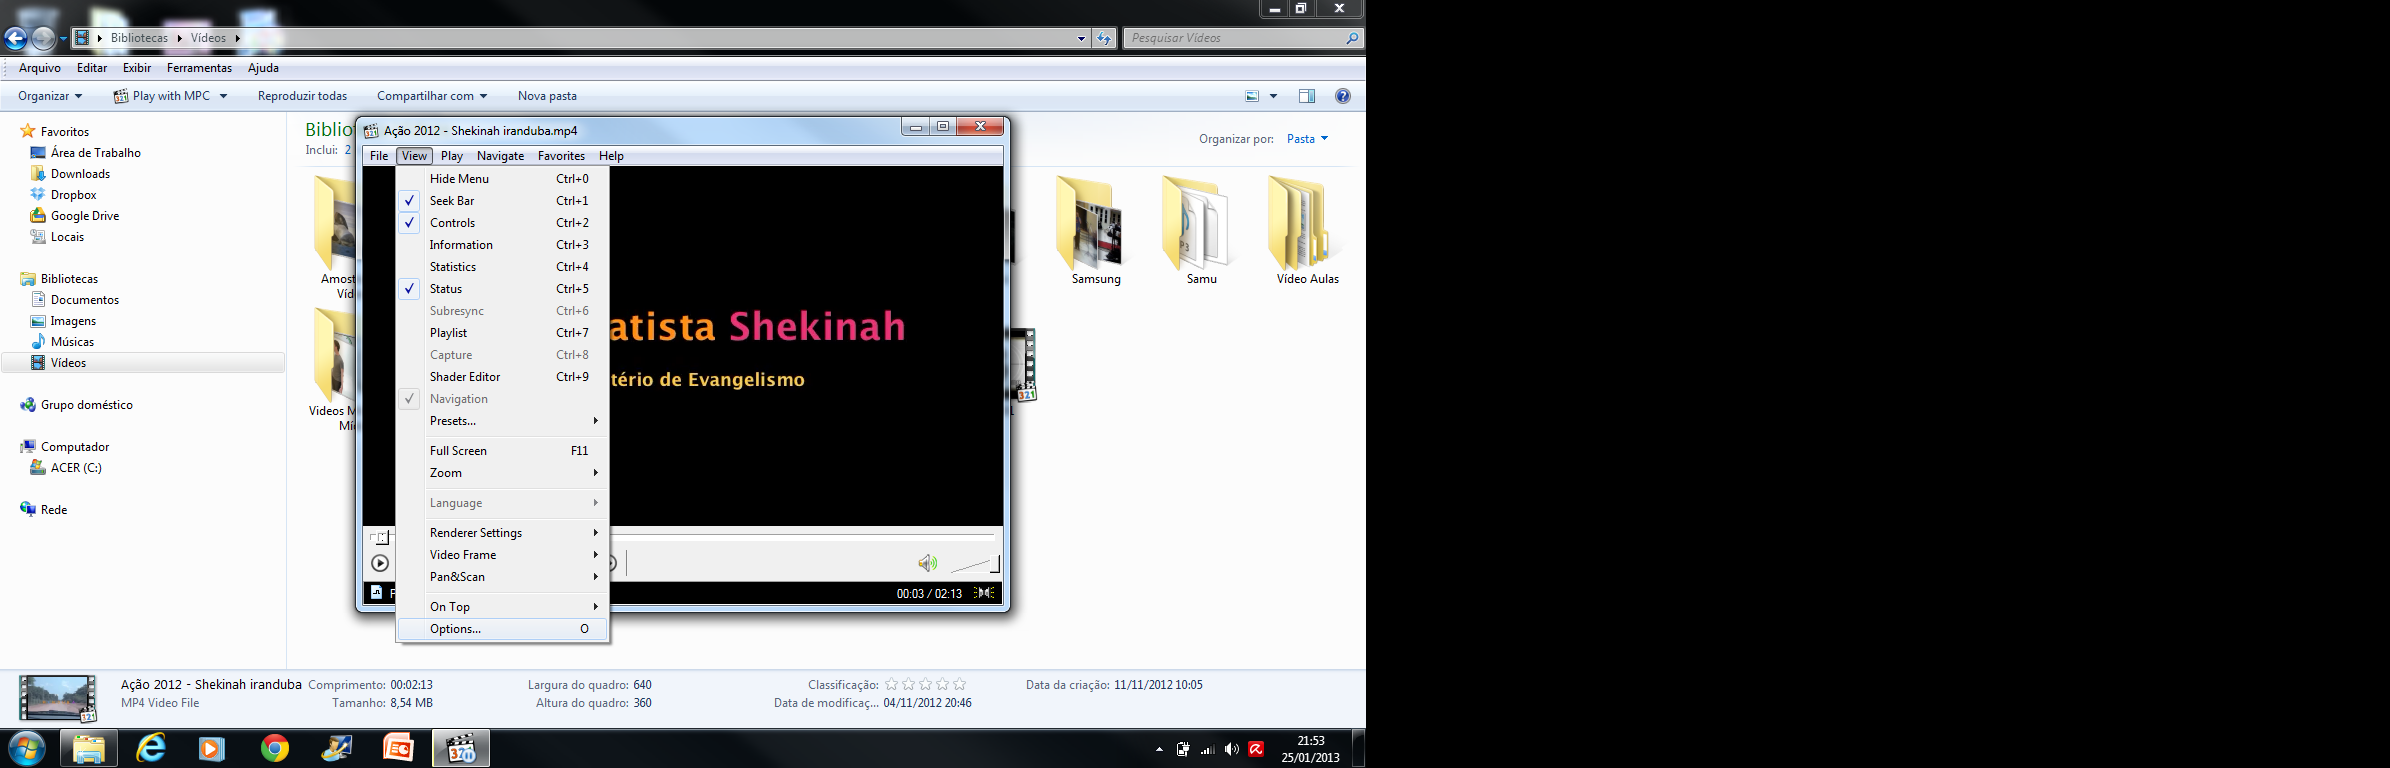 Bibliotecas Vídeos
Pesquisar Vídeos
Arquivo Editar Exibir Ferramentas Ajuda
Organizar Play with MPC Reproduzir todas Compartilhar com Nova pasta
Favoritos
Área de Trabalho
Downloads
Dropbox
Google Drive
Locais
Bibliotecas
Documentos
Imagens
Músicas
Vídeos
Grupo doméstico
Computador
ACER (C:)
Rede
Inclui: 2
Organizar por: Pasta
Samsung
Samu
Vídeo Aulas
Ação 2012 - Shekinah iranduba.mp4
File View Play Navigate Favorites Help
Hide Menu Ctrl+0
Seek Bar Ctrl+1
Controls Ctrl+2
Information Ctrl+3
Statistics Ctrl+4
Status Ctrl+5
Subresync Ctrl+6
Playlist Ctrl+7
Capture Ctrl+8
Shader Editor Ctrl+9
Navigation
Presets...
Full Screen F11
Zoom
Language
Renderer Settings
Video Frame
Pan&Scan
On Top
Options... O
atista Shekinah
tério de Evangelismo
00:03 / 02:13
Ação 2012 - Shekinah iranduba Comprimento: 00:02:13 Largura do quadro: 640 Classificação: Data da criação: 11/11/2012 10:05
MP4 Video File Tamanho: 8,54 MB Altura do quadro: 360 Data de modificaç... 04/11/2012 20:46
21:53
25/01/2013